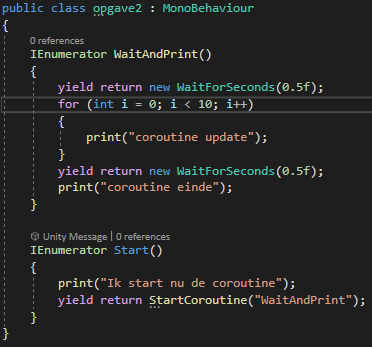 public class opgave2 : MonoBehaviour
{
0 references
IEnumerator WaitAndPrint()
{
yield return new WaitForSeconds(0.5f);
for (int i = 0; i < 10; i++)
{
print("coroutine update");
}
yield return new WaitForSeconds(0.5f);
print("coroutine einde");
}
Unity Message | 0 references
IEnumerator Start()
{
print("Ik start nu de coroutine");
yield return StartCoroutine("WaitAndPrint");
}
}